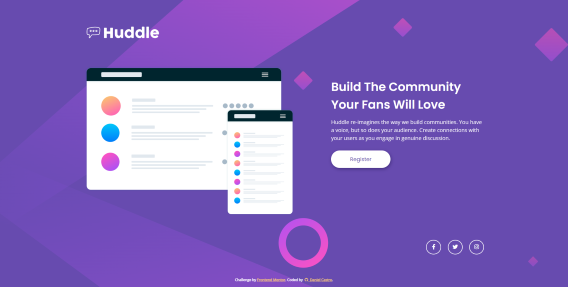 Huddle
Build The Community
Your Fans Will Love
Huddle re-imagines the way we build communities. You have
a voice, but so does your audience. Create connections with
your users as you engage in genuine discussion.
Register
Challenge by Frontend Mentor. Coded by